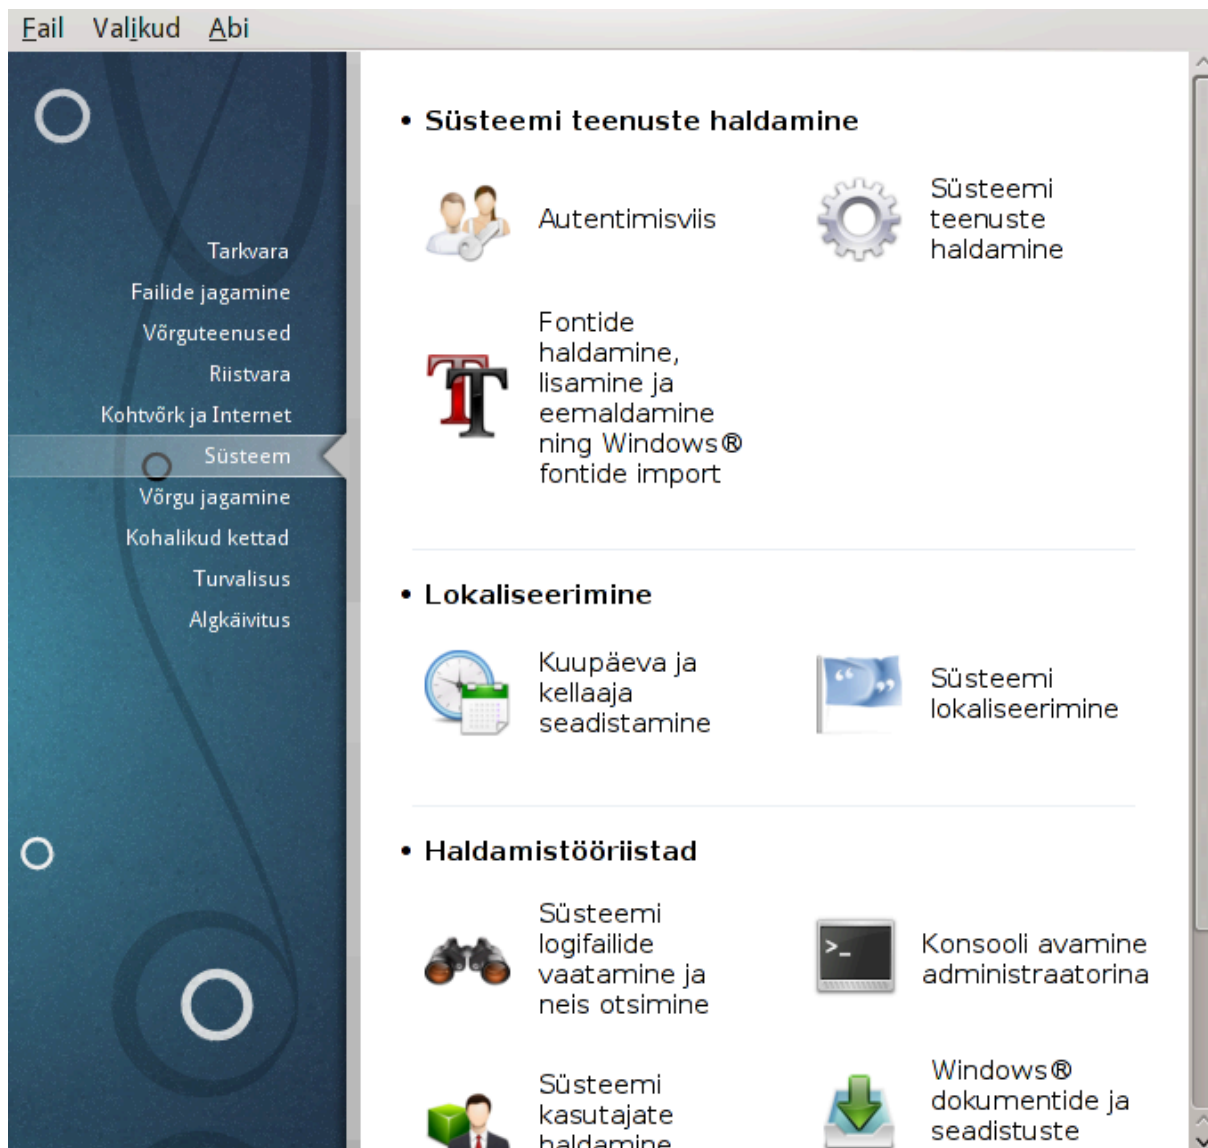 Fail Valikud Abi
Tarkvara
Failide jagamine
Võrguteenused
Riistvara
Kohtvõrk ja Internet
Süsteem
Võrgu jagamine
Kohalikud kettad
Turvalisus
Algkäivitus
• Süsteemi teenuste haldamine
Autentimisviis
Süsteemi
teenuste
haldamine
Fontide
haldamine,
lisamine ja
eemaldamine
ning Windows®
fontide import
• Lokaliseerimine
Kuupäeva ja
kellaaja
seadistamine
Süsteemi
lokaliseerimine
• Haldamistööriistad
Süsteemi
logifailide
vaatamine ja
neis otsimine
>_
Konsooli avamine
administraatorina
Süsteemi
kasutajate
haldamine
Windows®
dokumentide ja
seadistuste